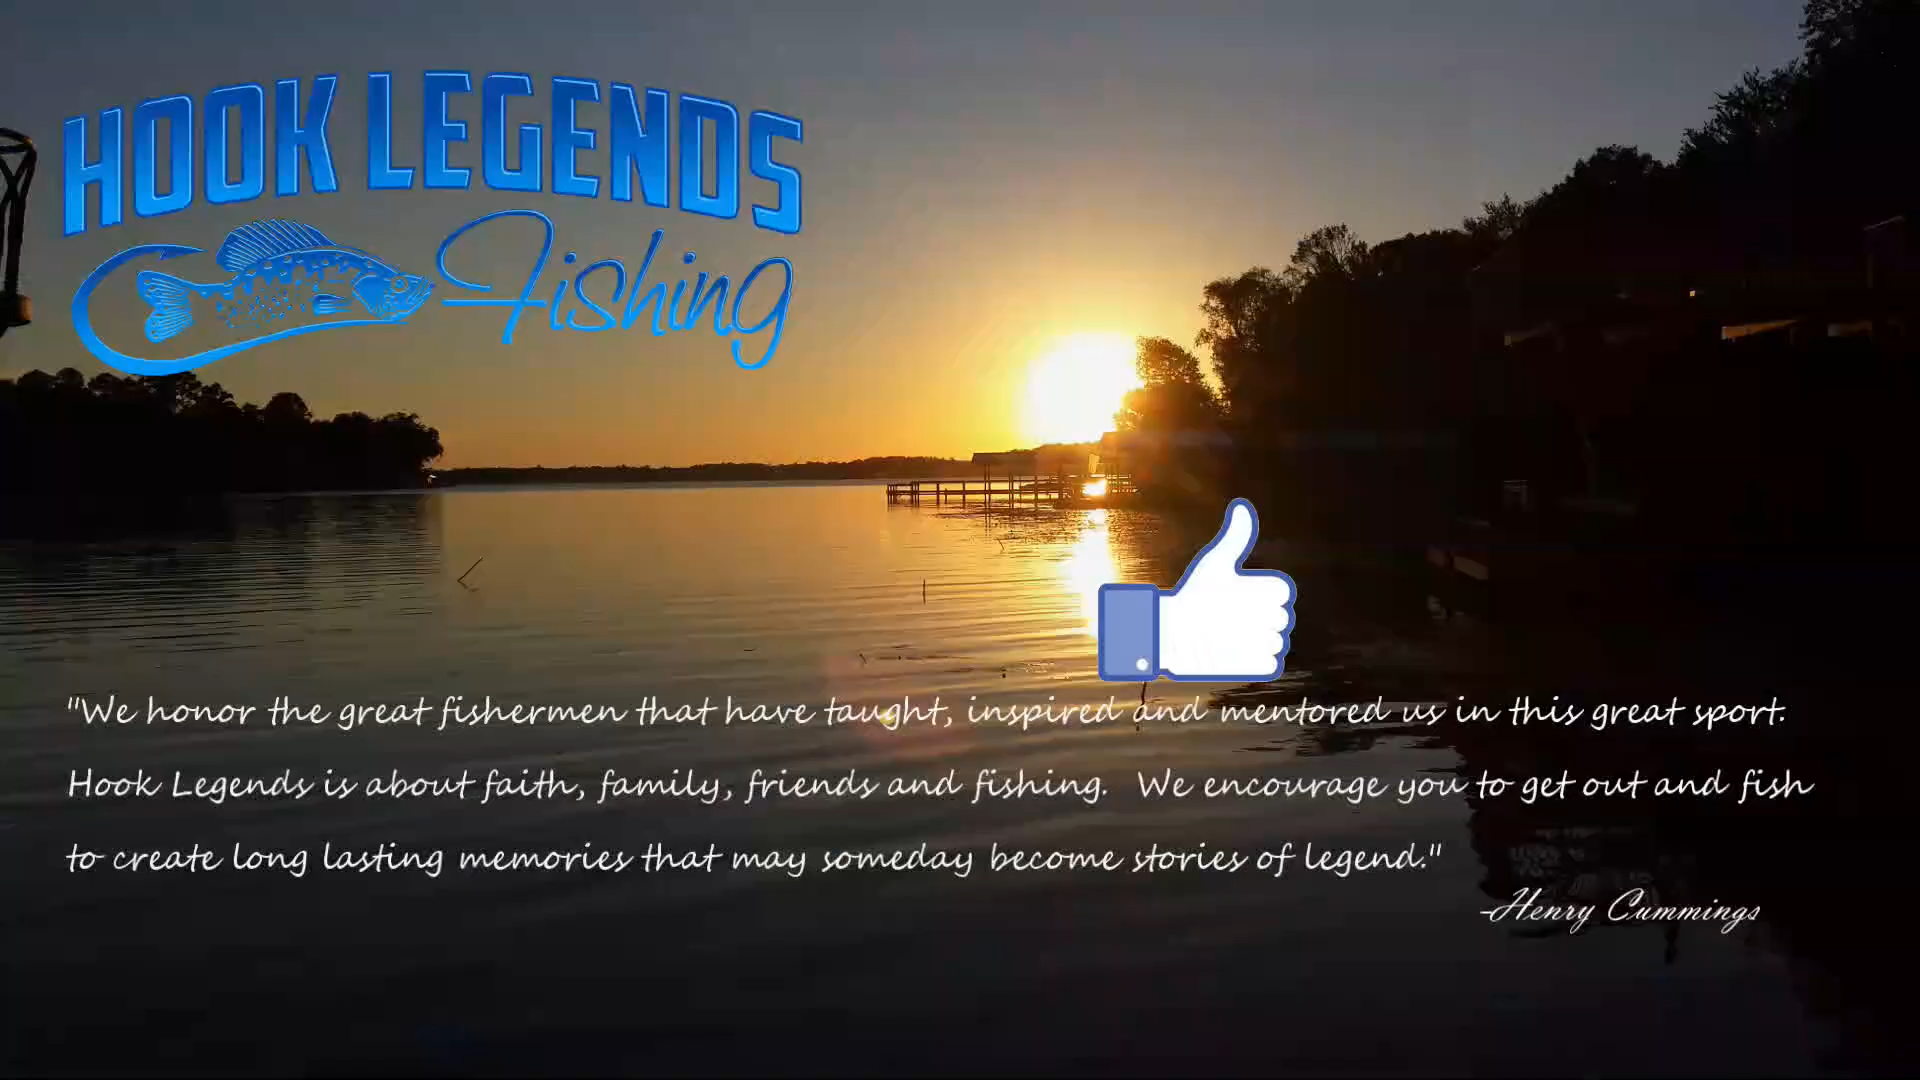 HOOK LEGENDS
Fishing
"We honor the great fishermen that have taught, inspired and mentored us in this great sport.
Hook Legends is about faith, family, friends and fishing.  We encourage you to get out and fish
to create long lasting memories that may someday become stories of legend."
-Henry Cummings